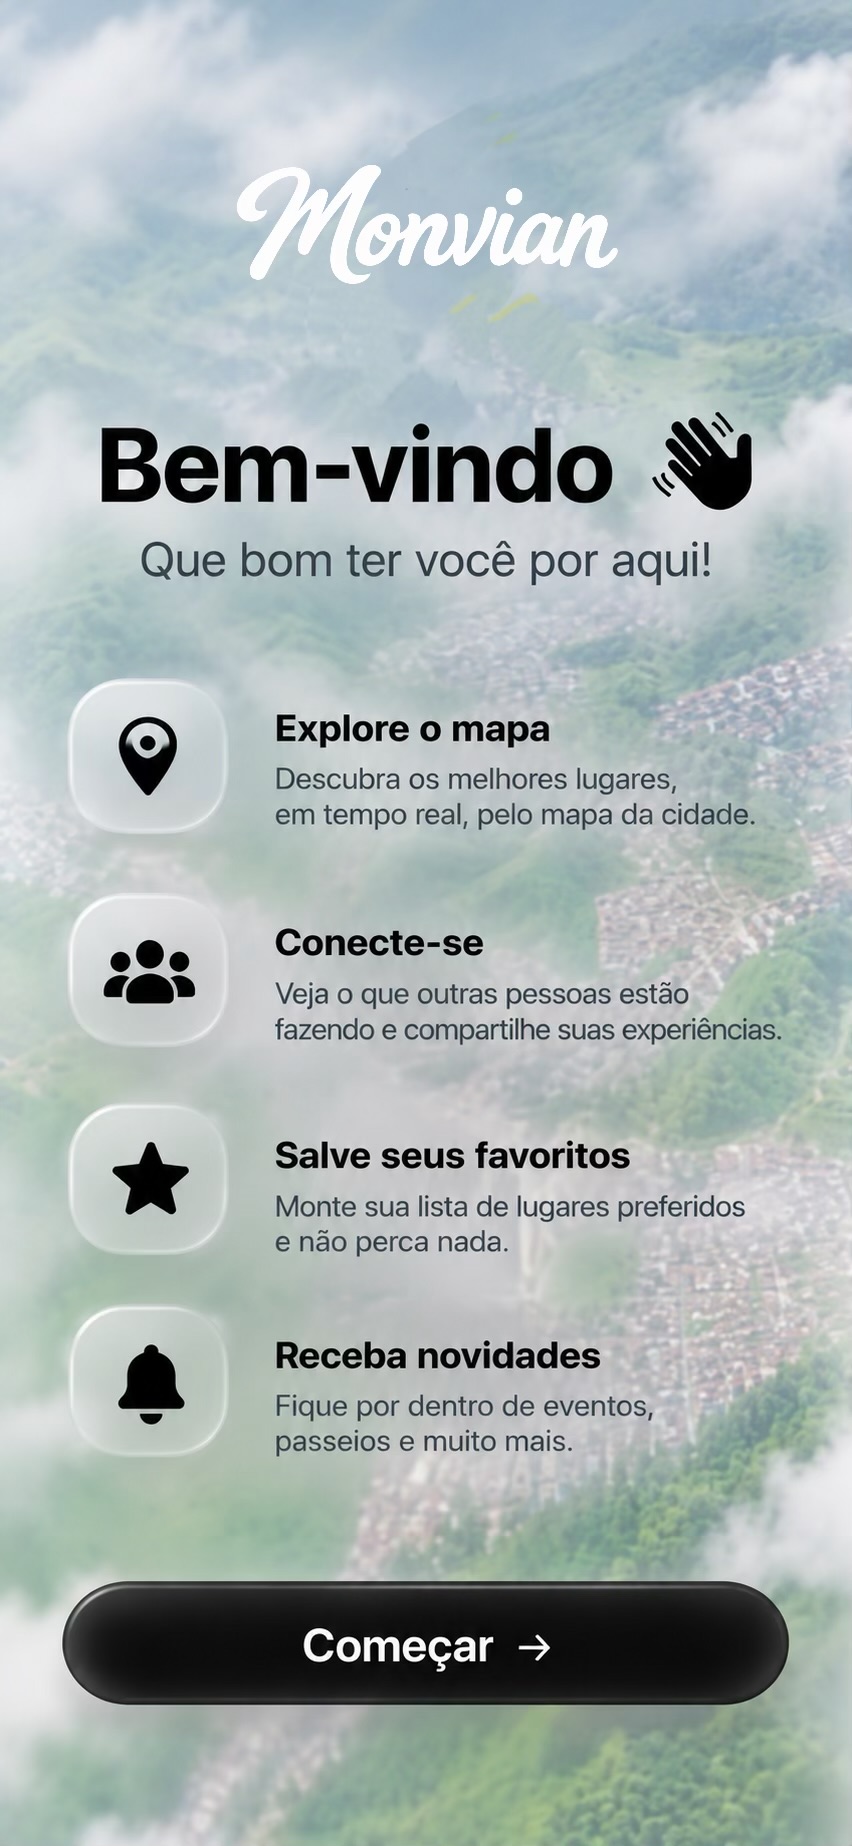 Monvian
Bem-vindo
Que bom ter você por aqui!
Explore o mapa
Descubra os melhores lugares,
em tempo real, pelo mapa da cidade.
Conecte-se
Veja o que outras pessoas estão
fazendo e compartilhe suas experiências.
Salve seus favoritos
Monte sua lista de lugares preferidos
e não perca nada.
Receba novidades
Fique por dentro de eventos,
passeios e muito mais.
Começar →